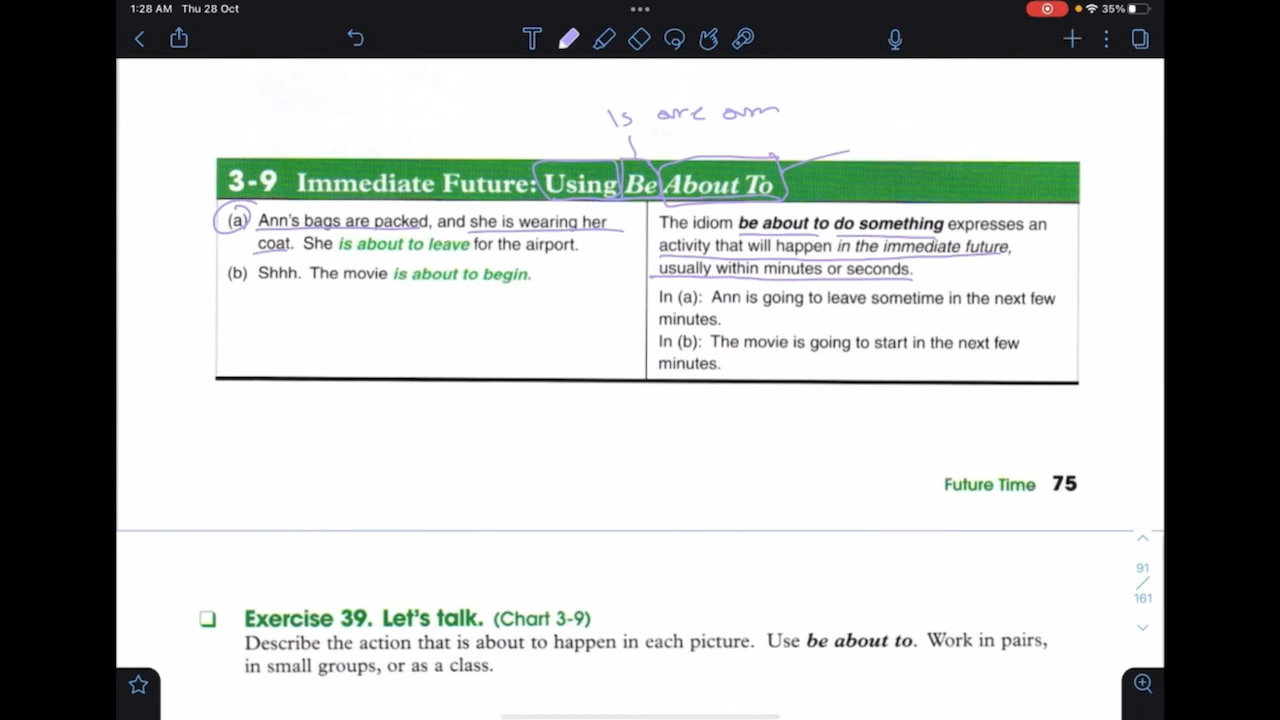 1:28 AM Thu 28 Oct
35%
is are am
3-9 Immediate Future: Using Be About To
(a) Ann's bags are packed, and she is wearing her
coat. She is about to leave for the airport.
(b) Shhh. The movie is about to begin.
The idiom be about to do something expresses an
activity that will happen in the immediate future,
usually within minutes or seconds.
In (a): Ann is going to leave sometime in the next few
minutes.
In (b): The movie is going to start in the next few
minutes.
Future Time 75
91
161
Exercise 39. Let's talk. (Chart 3-9)
Describe the action that is about to happen in each picture. Use be about to. Work in pairs,
in small groups, or as a class.